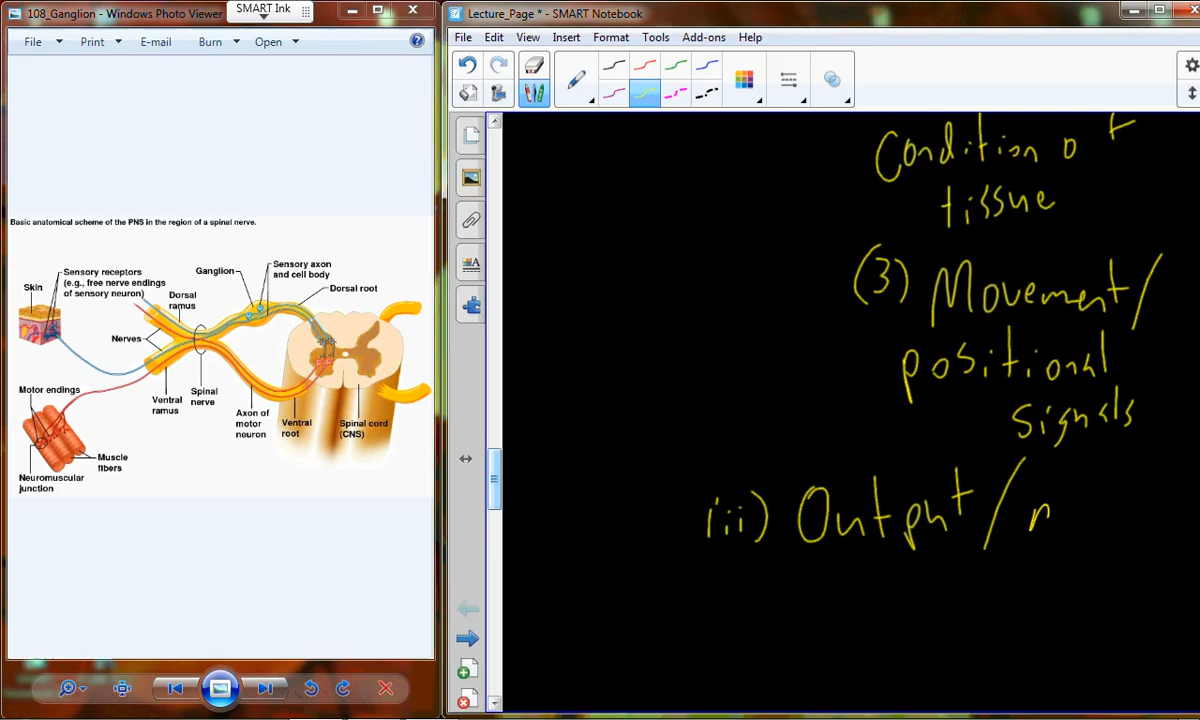 108_Ganglion - Windows Photo Viewer
SMART Ink
File Print E-mail Burn Open
Basic anatomical scheme of the PNS in the region of a spinal nerve.
Skin
Sensory receptors
(e.g., free nerve endings
of sensory neuron)
Dorsal
ramus
Ganglion
Sensory axon
and cell body
Dorsal root
Nerves
Motor endings
Ventral
ramus
Spinal
nerve
Axon of
motor
neuron
Ventral
root
Spinal cord
(CNS)
Muscle
fibers
Neuromuscular
junction
Lecture_Page * - SMART Notebook
File Edit View Insert Format Tools Add-ons Help
Condition of
tissue
(3) Movement/
positional
signals
iii) Output/ r